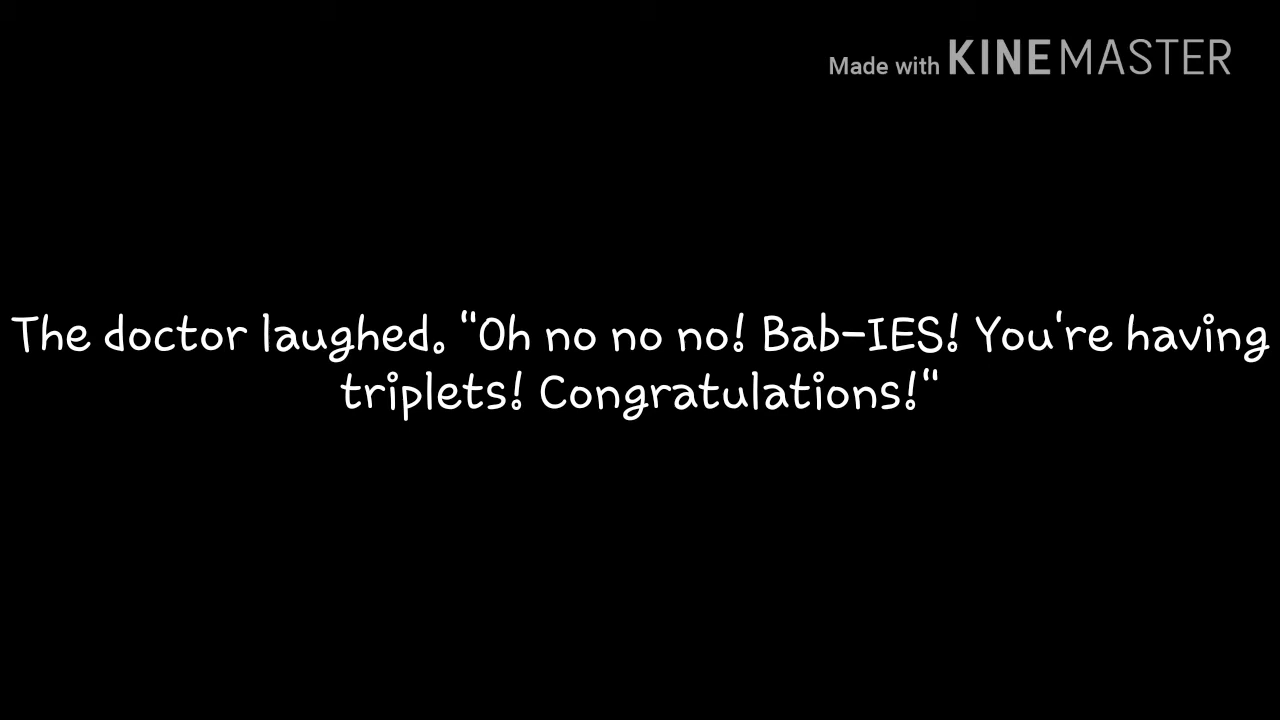 Made with KINEMASTER
The doctor laughed. "Oh no no no! Bab-IES! You're having
triplets! Congratulations!"